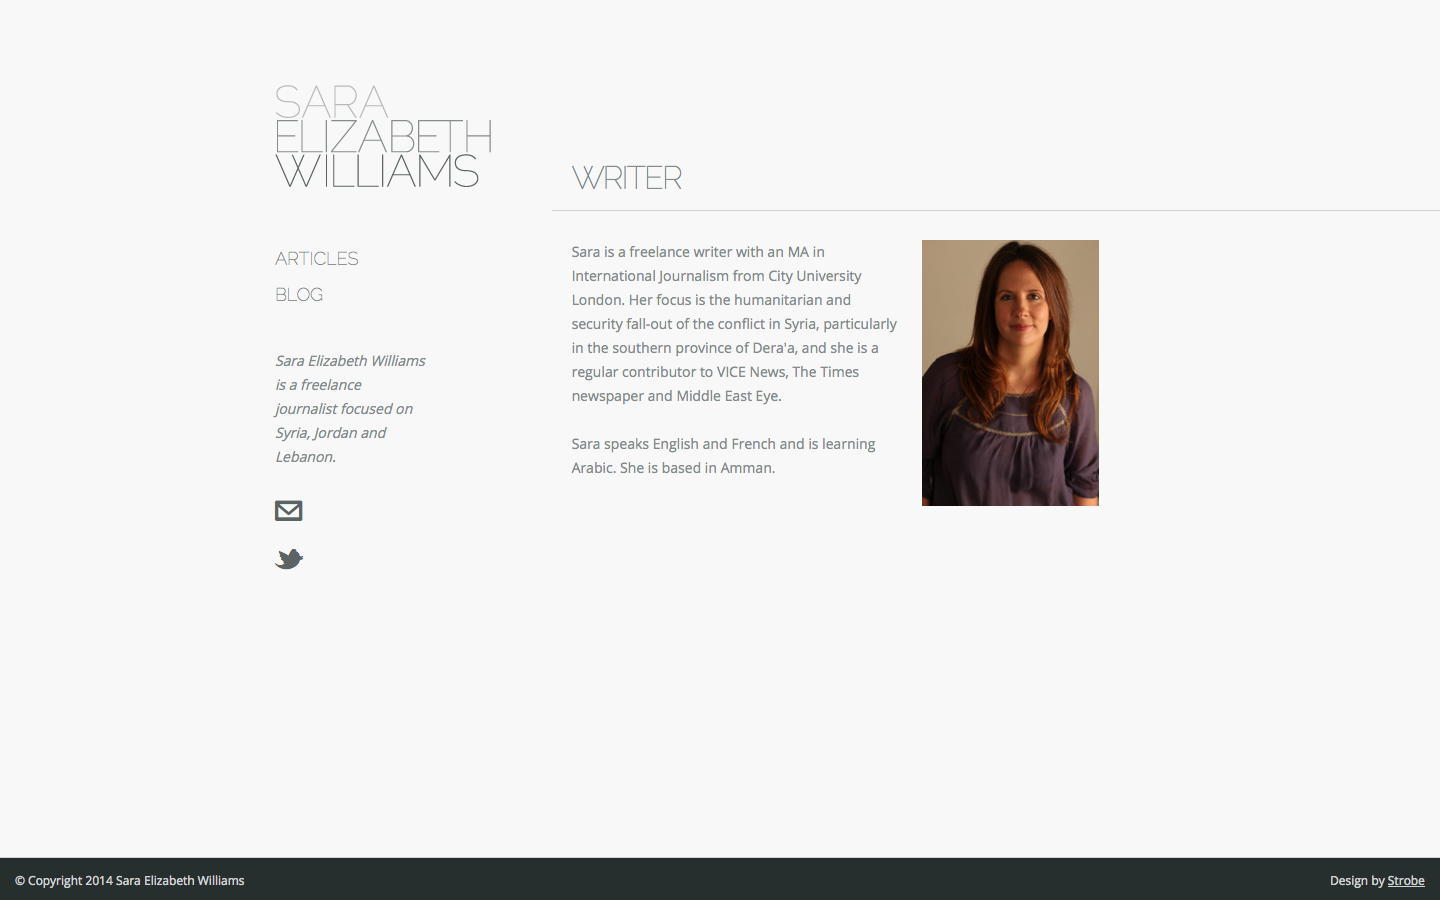 SARA
ELIZABETH
WILLIAMS
ARTICLES
BLOG
Sara Elizabeth Williams
is a freelance
journalist focused on
Syria, Jordan and
Lebanon.
WRITER
Sara is a freelance writer with an MA in
International Journalism from City University
London. Her focus is the humanitarian and
security fall-out of the conflict in Syria, particularly
in the southern province of Dera'a, and she is a
regular contributor to VICE News, The Times
newspaper and Middle East Eye.
Sara speaks English and French and is learning
Arabic. She is based in Amman.
© Copyright 2014 Sara Elizabeth Williams
Design by Strobe